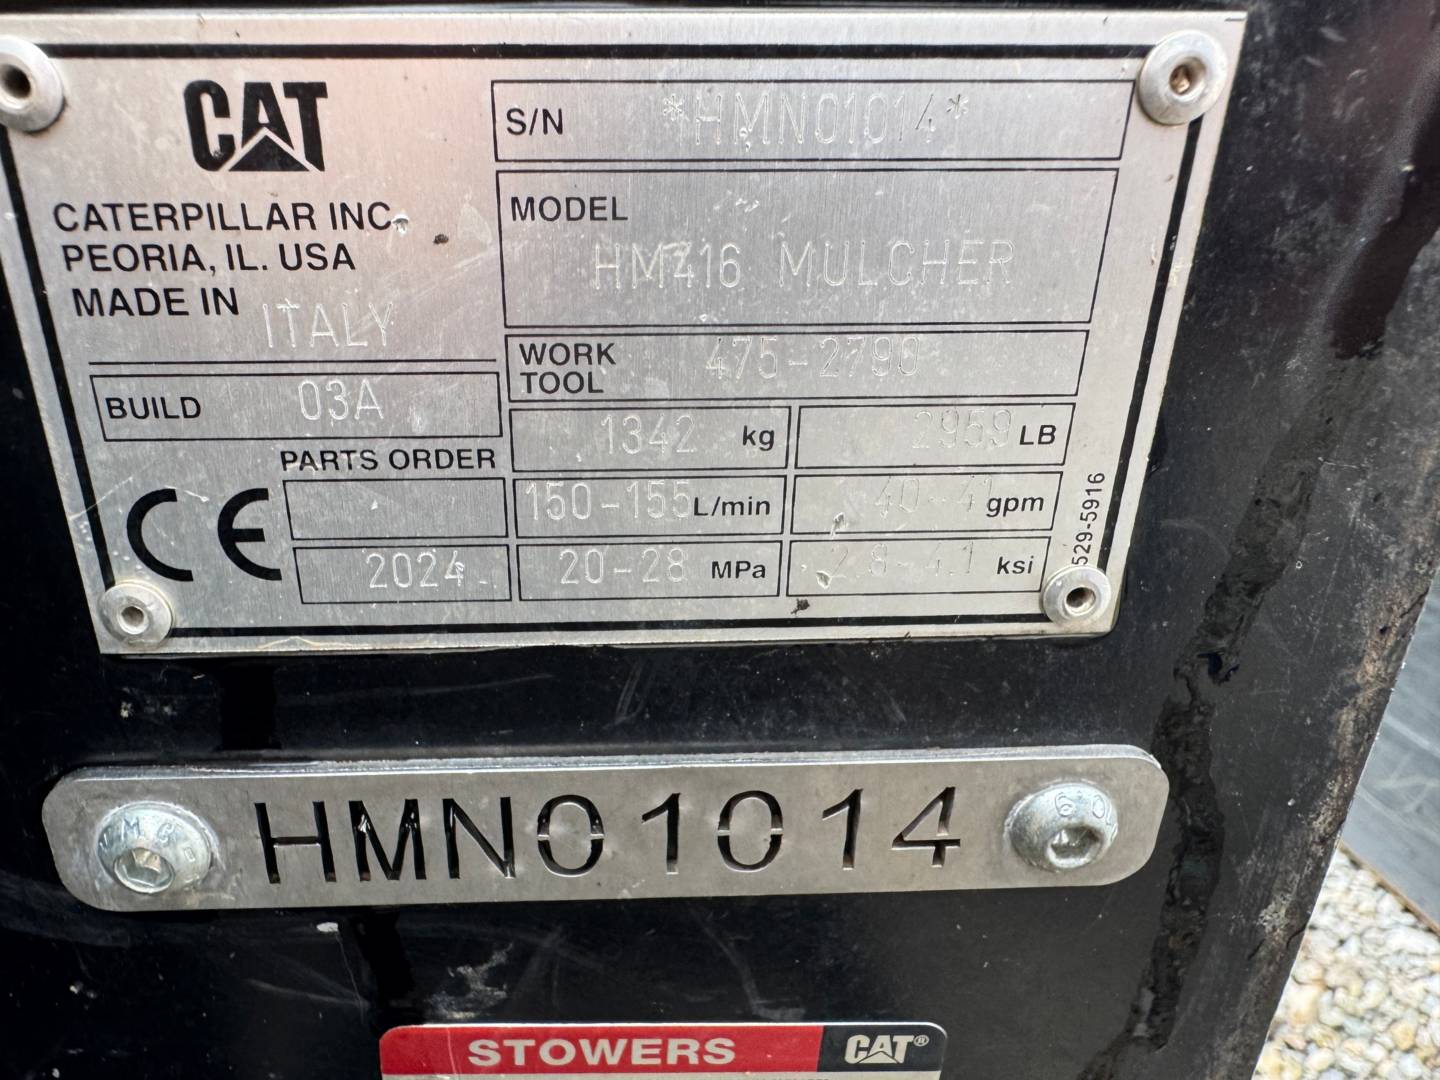 CAT
CATERPILLAR INC.
PEORIA, IL. USA
MADE IN ITALY
BUILD 03A
PARTS ORDER
CE
2024
S/N *HMN01014*
MODEL
HM416 MULCHER
WORK TOOL 475-2790
1342 kg 2959 LB
150-155 L/min 40-41 gpm
20-28 MPa 2.8-4.1 ksi
529-5916
HMN01014
STOWERS CAT®